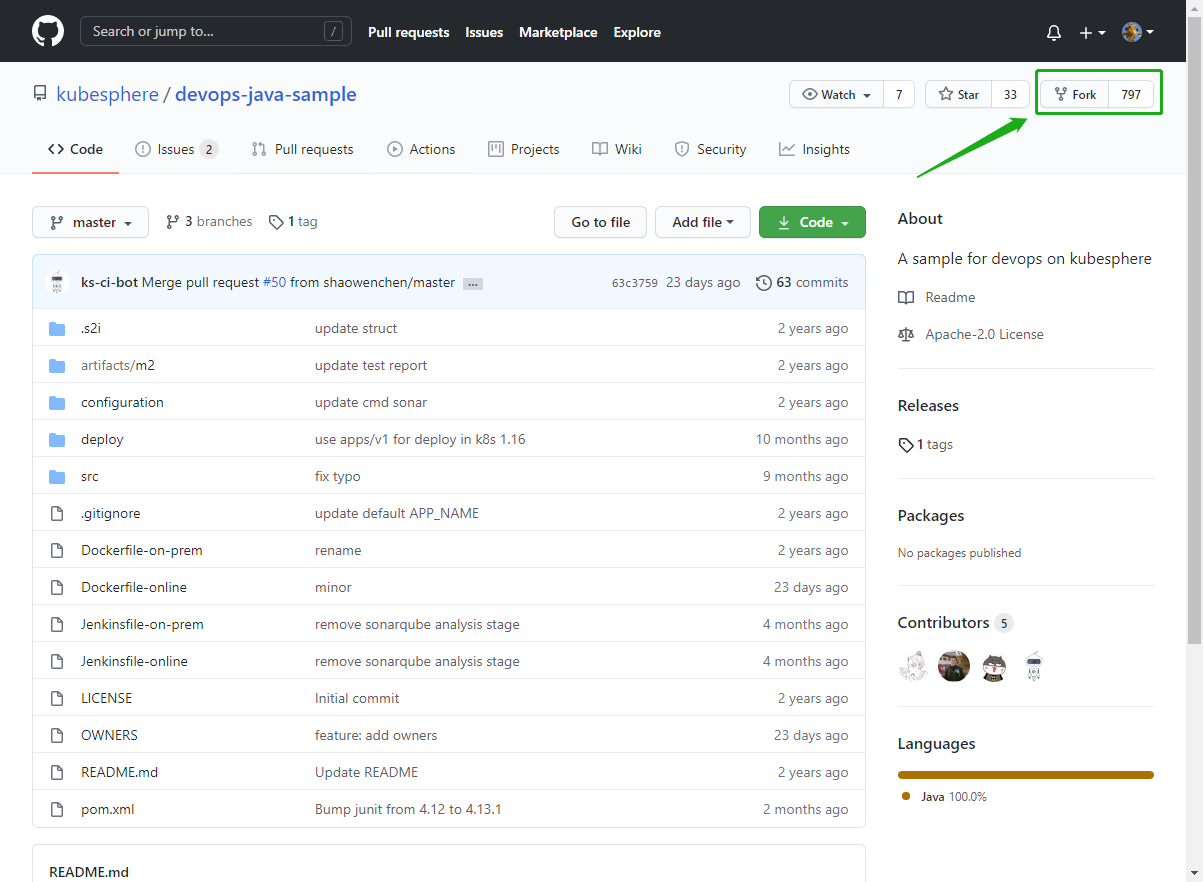 Search or jump to... / Pull requests Issues Marketplace Explore
kubesphere / devops-java-sample Watch 7 Star 33 Fork 797
Code Issues 2 Pull requests Actions Projects Wiki Security Insights
master 3 branches 1 tag Go to file Add file Code
ks-ci-bot Merge pull request #50 from shaowenchen/master ... 63c3759 23 days ago 63 commits
.s2i update struct 2 years ago
artifacts/m2 update test report 2 years ago
configuration update cmd sonar 2 years ago
deploy use apps/v1 for deploy in k8s 1.16 10 months ago
src fix typo 9 months ago
.gitignore update default APP_NAME 2 years ago
Dockerfile-on-prem rename 2 years ago
Dockerfile-online minor 23 days ago
Jenkinsfile-on-prem remove sonarqube analysis stage 4 months ago
Jenkinsfile-online remove sonarqube analysis stage 4 months ago
LICENSE Initial commit 2 years ago
OWNERS feature: add owners 23 days ago
README.md Update README 2 years ago
pom.xml Bump junit from 4.12 to 4.13.1 2 months ago
README.md
About
A sample for devops on kubesphere
Readme
Apache-2.0 License
Releases
1 tags
Packages
No packages published
Contributors 5
Languages
Java 100.0%